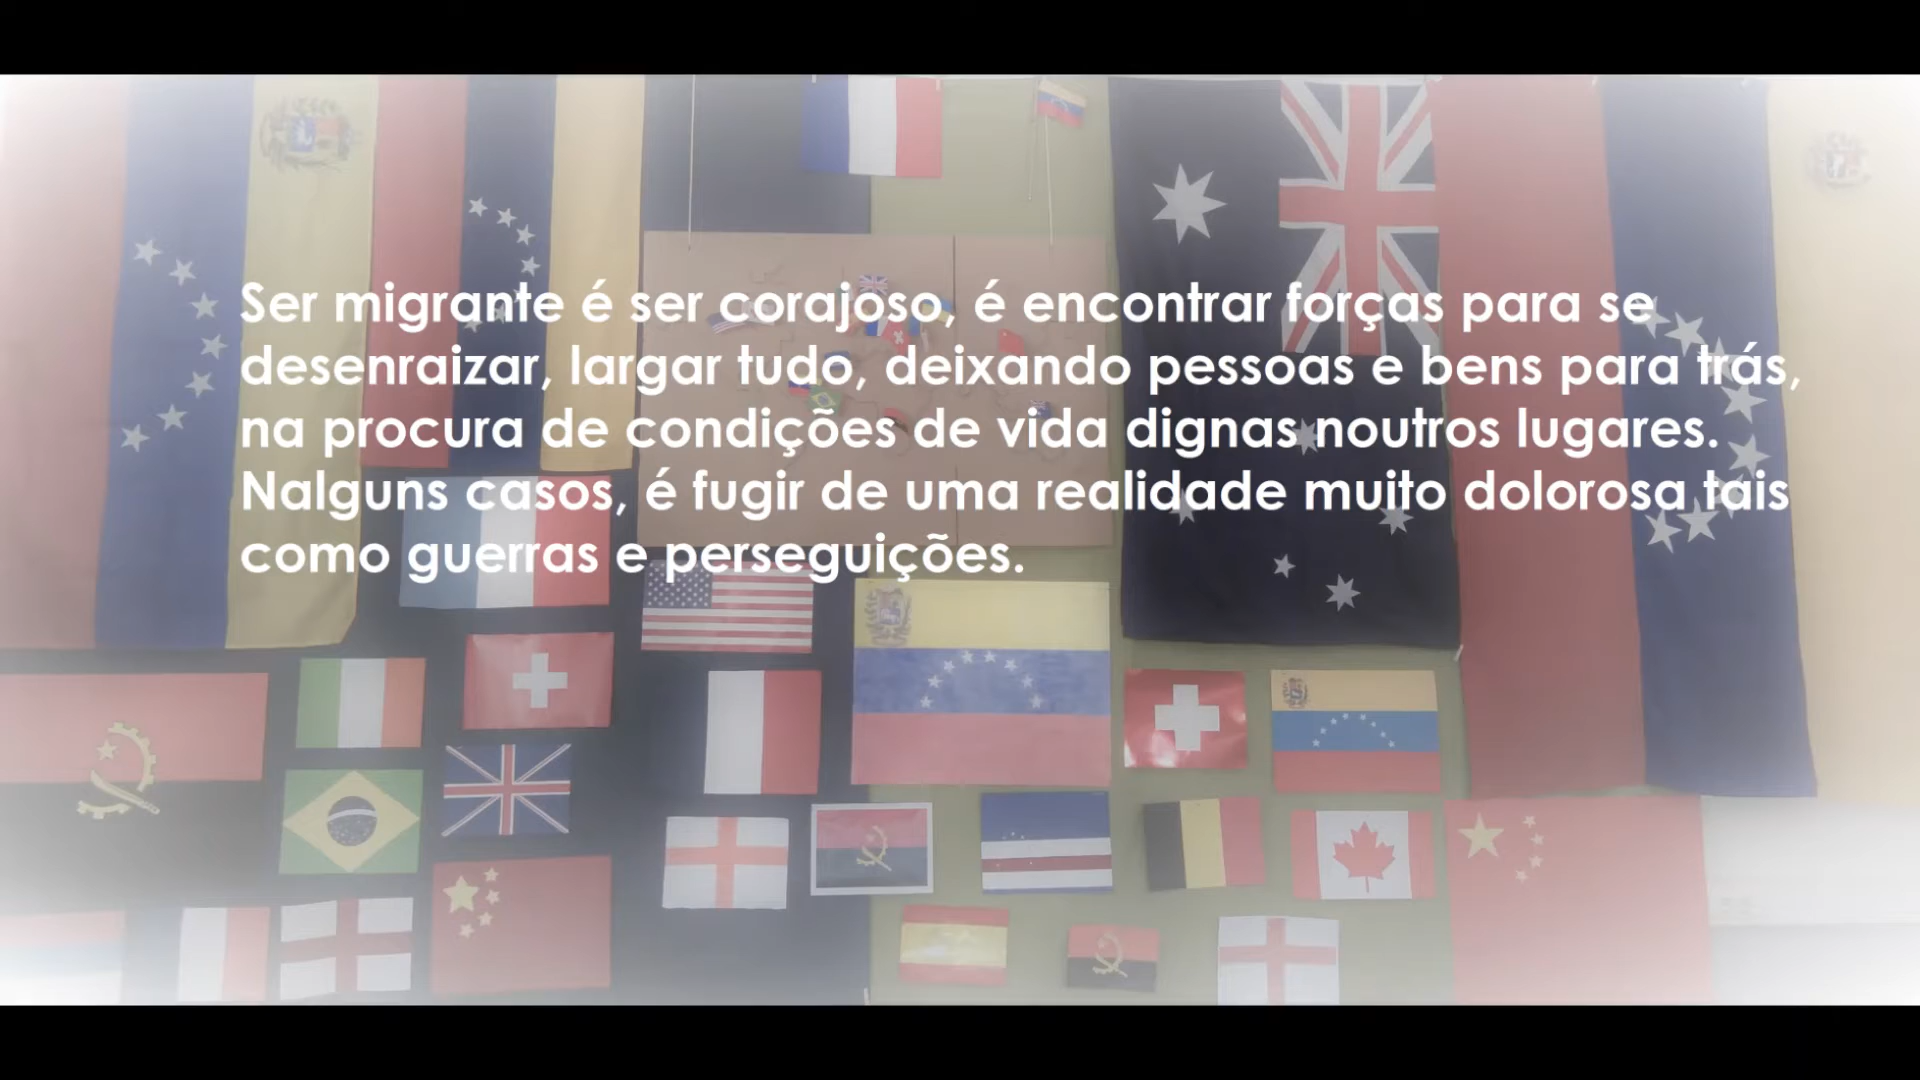 Ser migrante é ser corajoso, é encontrar forças para se
desenraizar, largar tudo, deixando pessoas e bens para trás,
na procura de condições de vida dignas noutros lugares.
Nalguns casos, é fugir de uma realidade muito dolorosa tais
como guerras e perseguições.